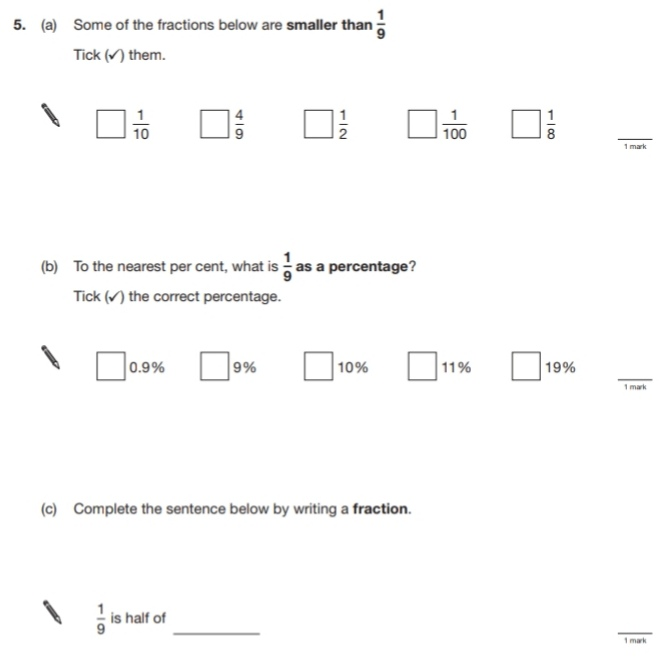 5. (a) Some of the fractions below are smaller than 1/9
Tick (✓) them.
1/10 4/9 1/2 1/100 1/8
1 mark
(b) To the nearest per cent, what is 1/9 as a percentage?
Tick (✓) the correct percentage.
0.9% 9% 10% 11% 19%
1 mark
(c) Complete the sentence below by writing a fraction.
1/9 is half of
1 mark